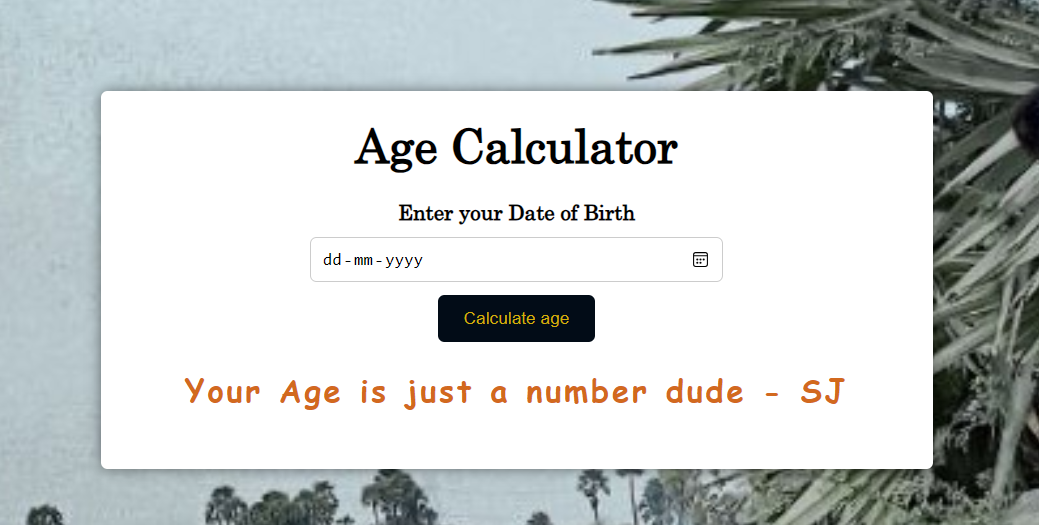 Age Calculator
Enter your Date of Birth
dd-mm-yyyy
Calculate age
Your Age is just a number dude - SJ